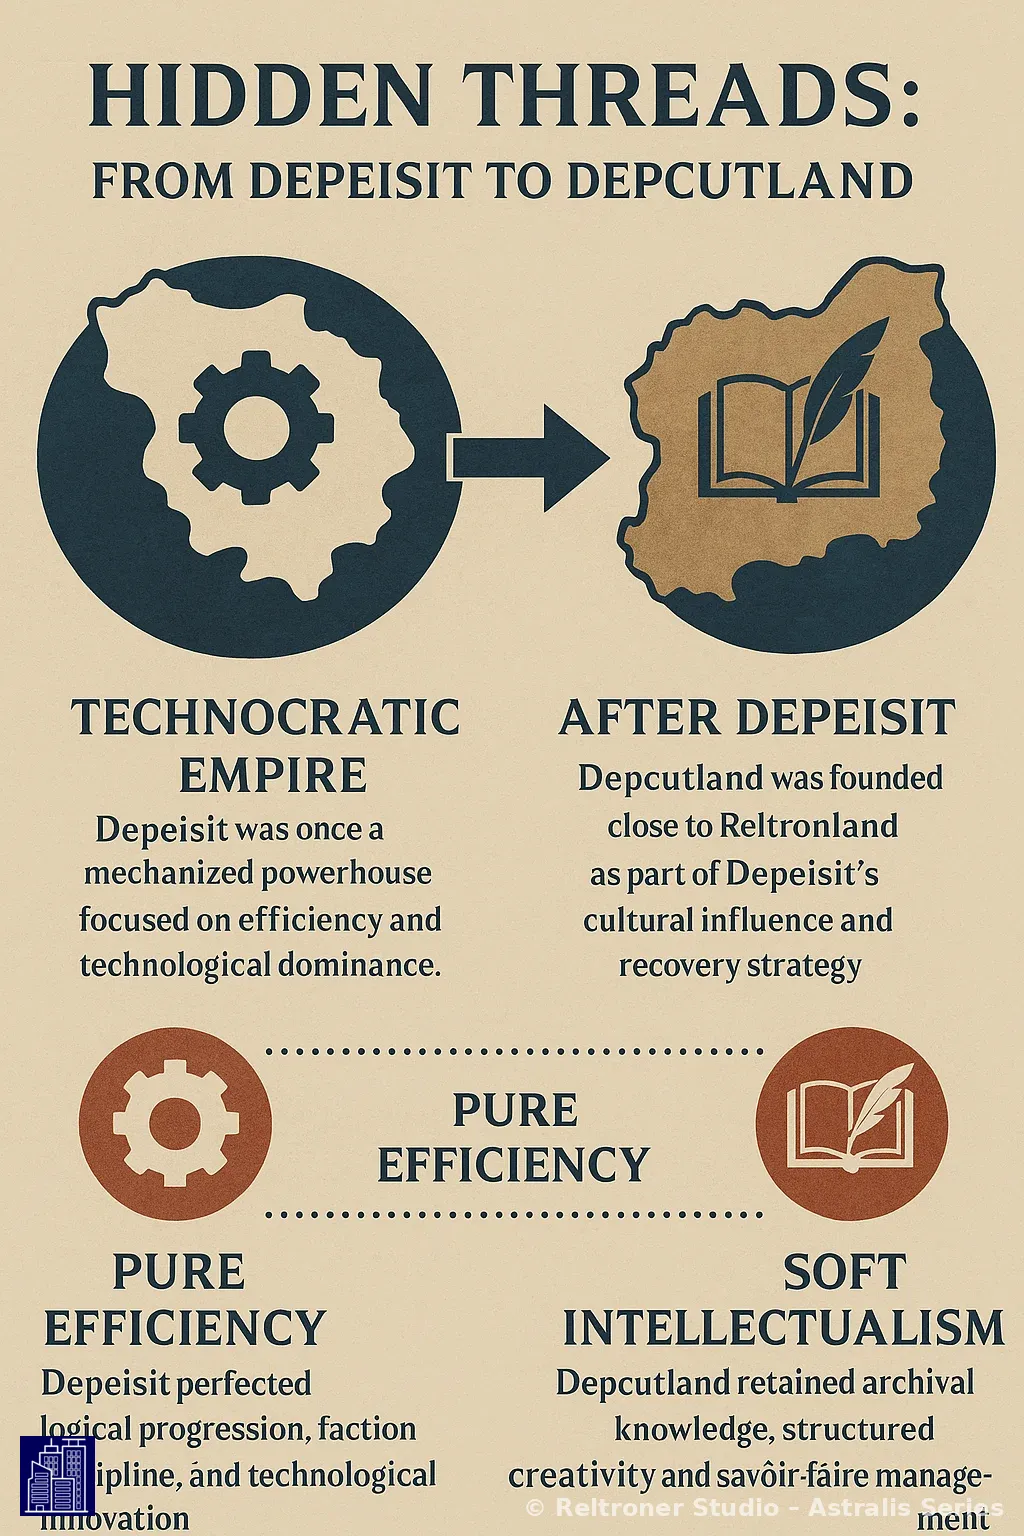 HIDDEN THREADS:
FROM DEPEISIT TO DEPCUTLAND
TECHNOCRATIC
EMPIRE
Depeisit was once a
mechanized powerhouse
focused on efficiency and
technological dominance.
AFTER DEPEISIT
Depcutland was founded
close to Reltronland
as part of Depeisit’s
cultural influence and
recovery strategy
PURE
EFFICIENCY
PURE
EFFICIENCY
Depeisit perfected
logical progression, faction
ipline, ánd technological
innovation
SOFT
INTELLECTUALISM
Depcutland retained archival
knowledge, structured
creativity and savôir-fáire manage-
ment
© Reltroner Studio - Astralis Series